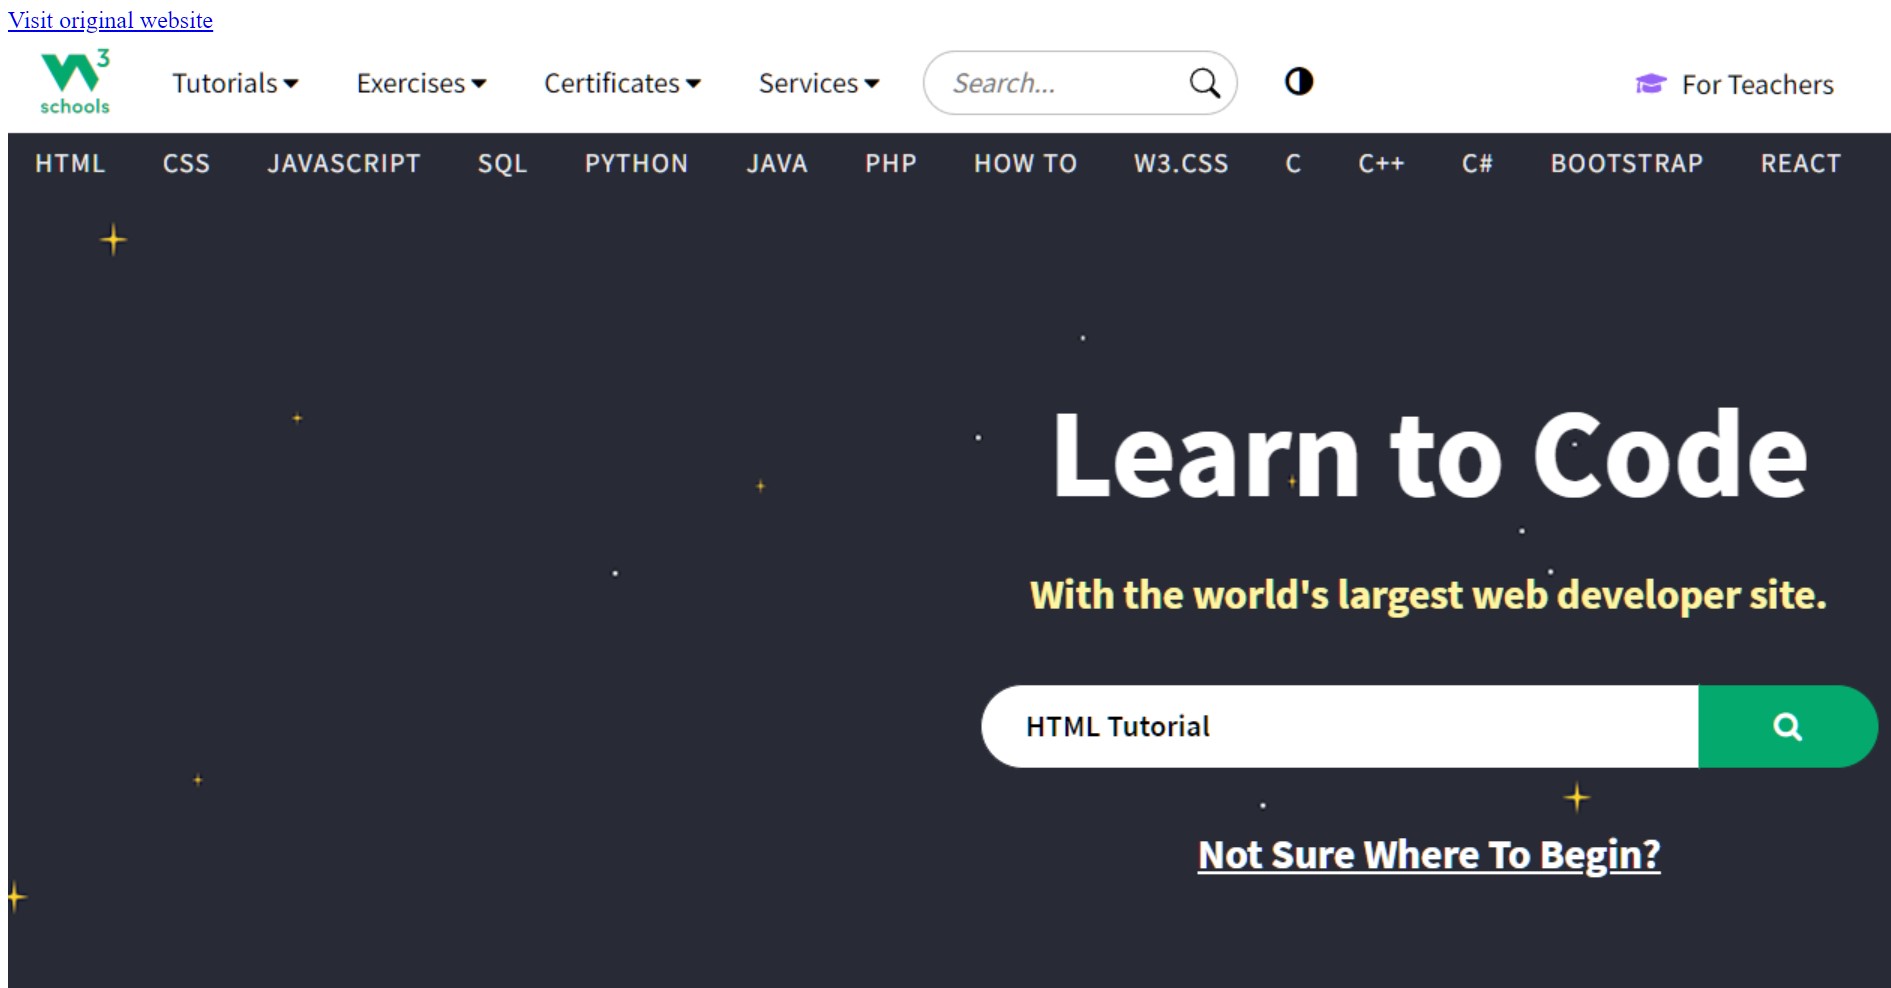 Visit original website
W3 schools
Tutorials Exercises Certificates Services Search... For Teachers
HTML CSS JAVASCRIPT SQL PYTHON JAVA PHP HOW TO W3.CSS C C++ C# BOOTSTRAP REACT
Learn to Code
With the world's largest web developer site.
HTML Tutorial
Not Sure Where To Begin?